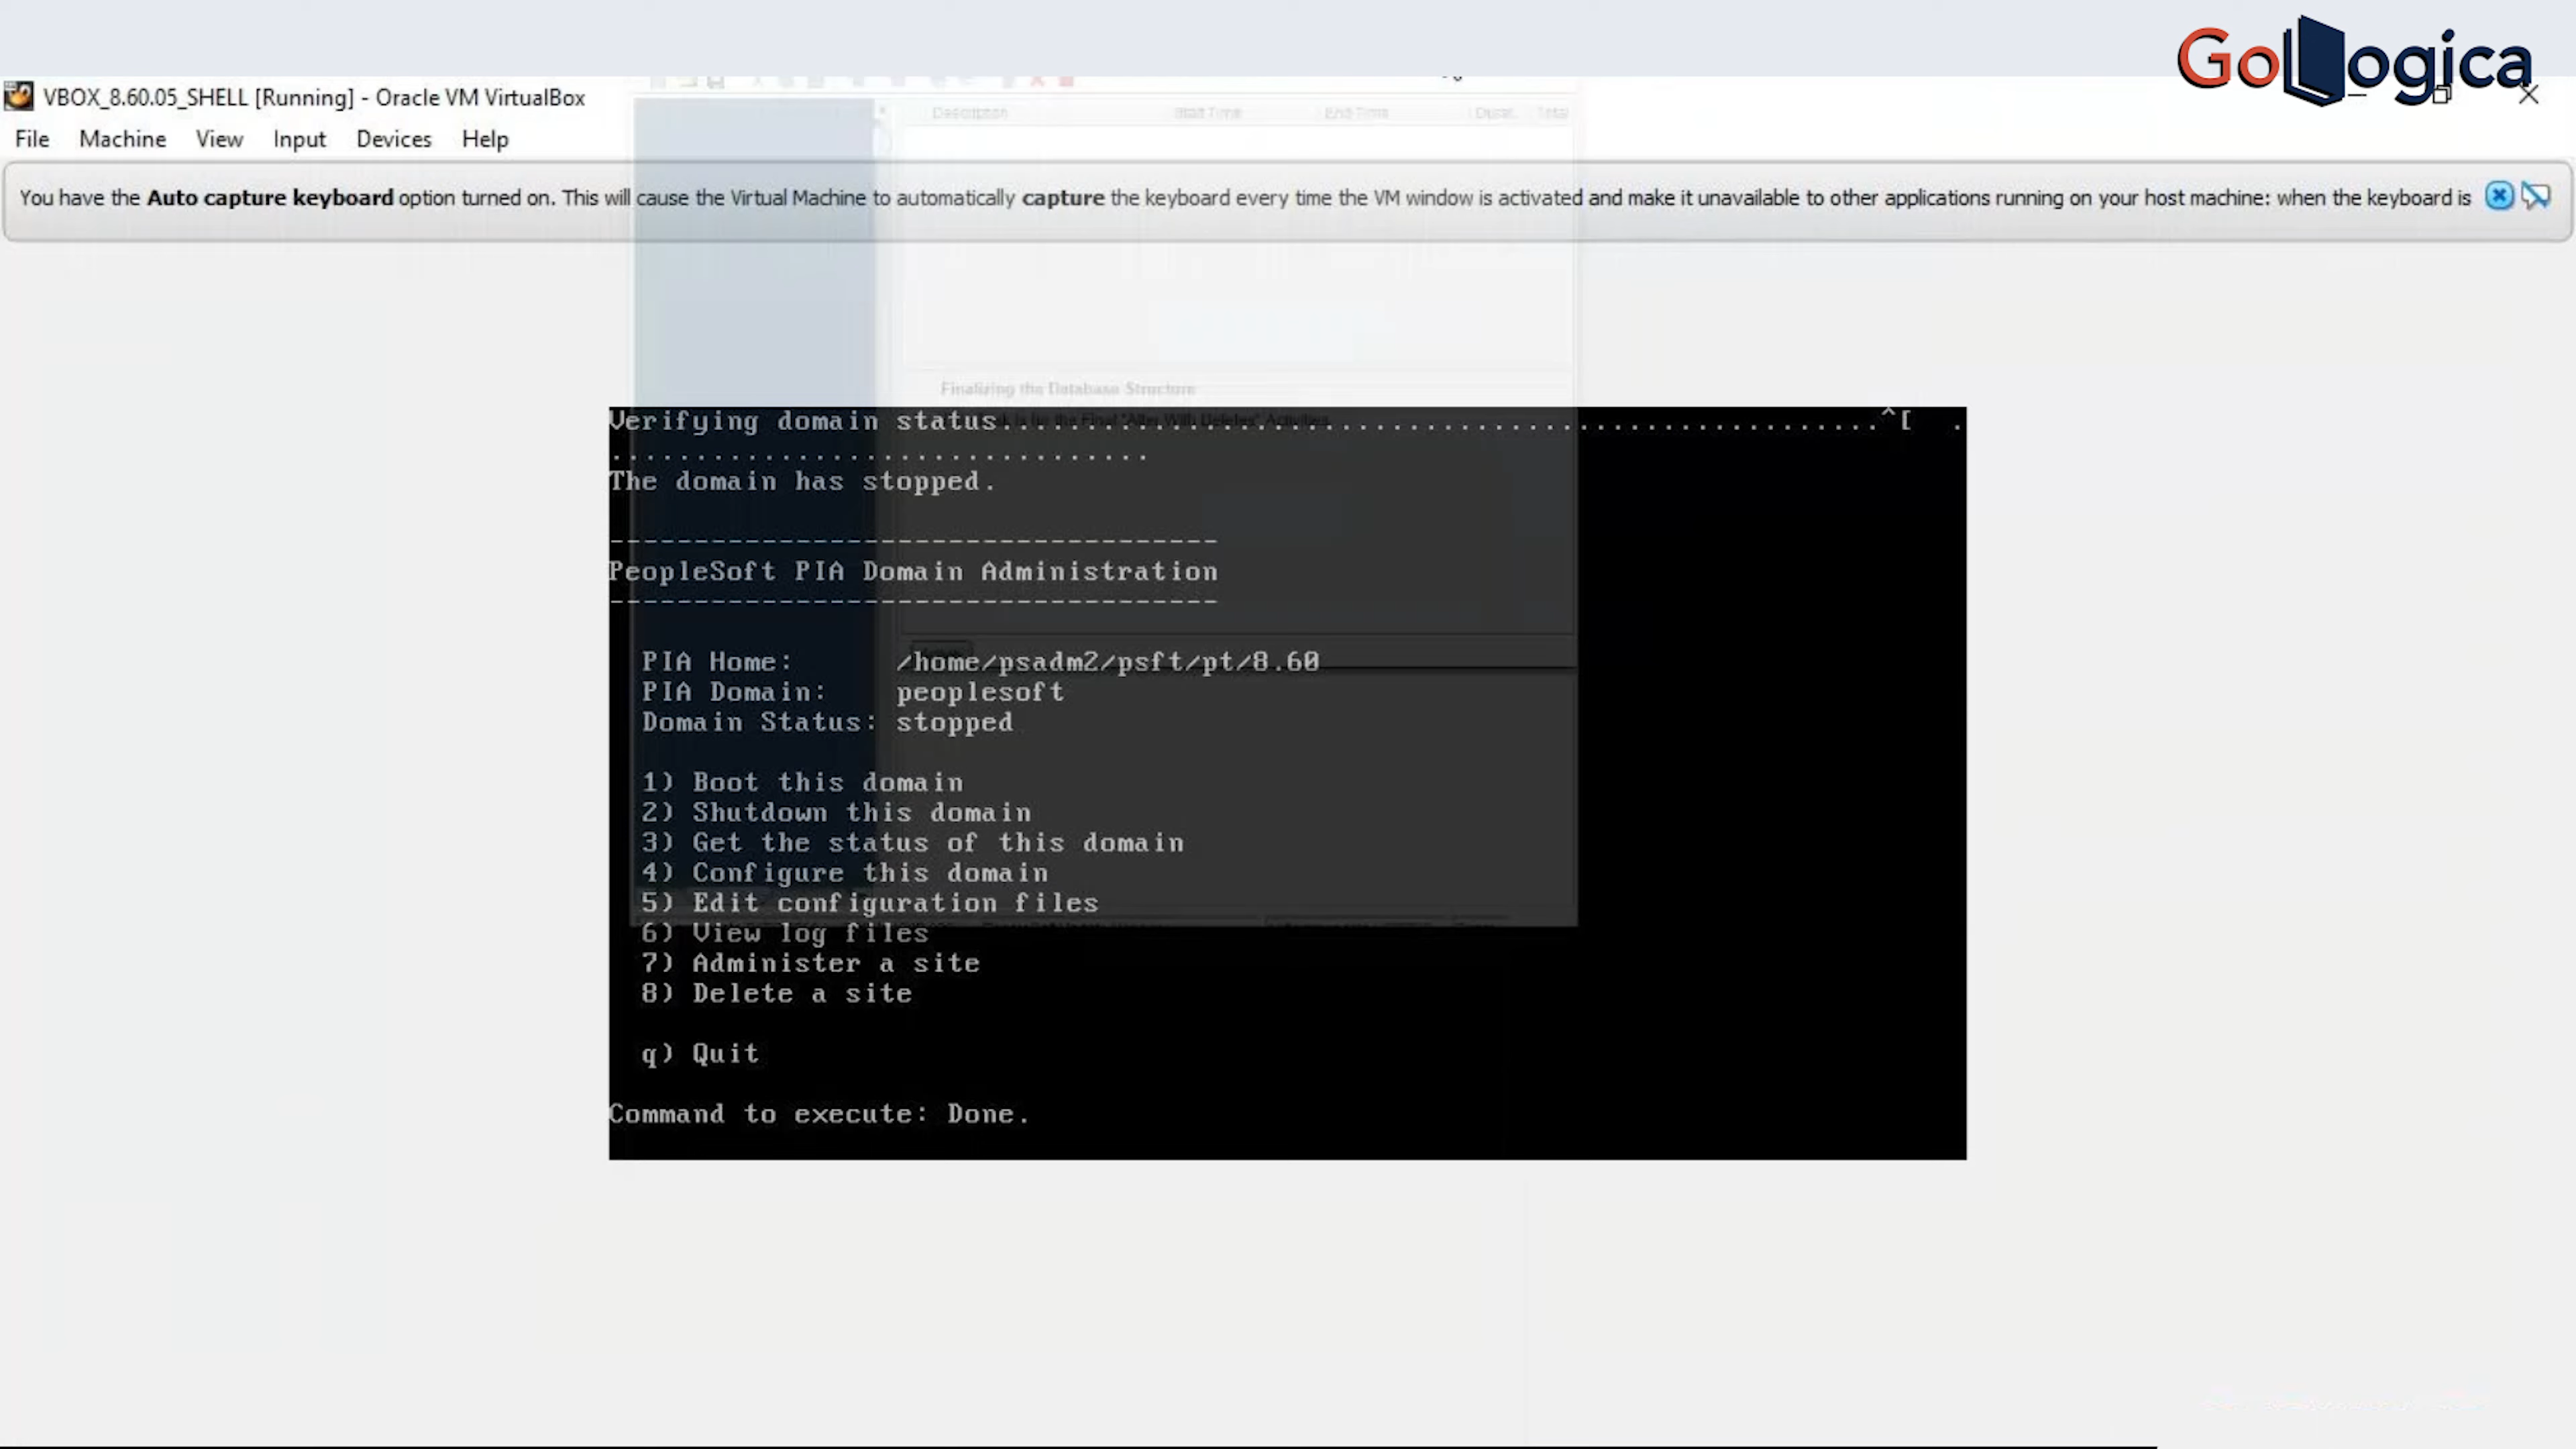 GoLogica
VBOX_8.60.05_SHELL [Running] - Oracle VM VirtualBox
File Machine View Input Devices Help
Description Start Time End Time Total
You have the Auto capture keyboard option turned on. This will cause the Virtual Machine to automatically capture the keyboard every time the VM window is activated and make it unavailable to other applications running on your host machine: when the keyboard is
Finalizing the Database Structure
Verifying domain status....................................................^[ .
................................
The domain has stopped.
------------------------------------
PeopleSoft PIA Domain Administration
------------------------------------
PIA Home: /home/psadm2/psft/pt/8.60
PIA Domain: peoplesoft
Domain Status: stopped
1) Boot this domain
2) Shutdown this domain
3) Get the status of this domain
4) Configure this domain
5) Edit configuration files
6) View log files
7) Administer a site
8) Delete a site
q) Quit
Command to execute: Done.